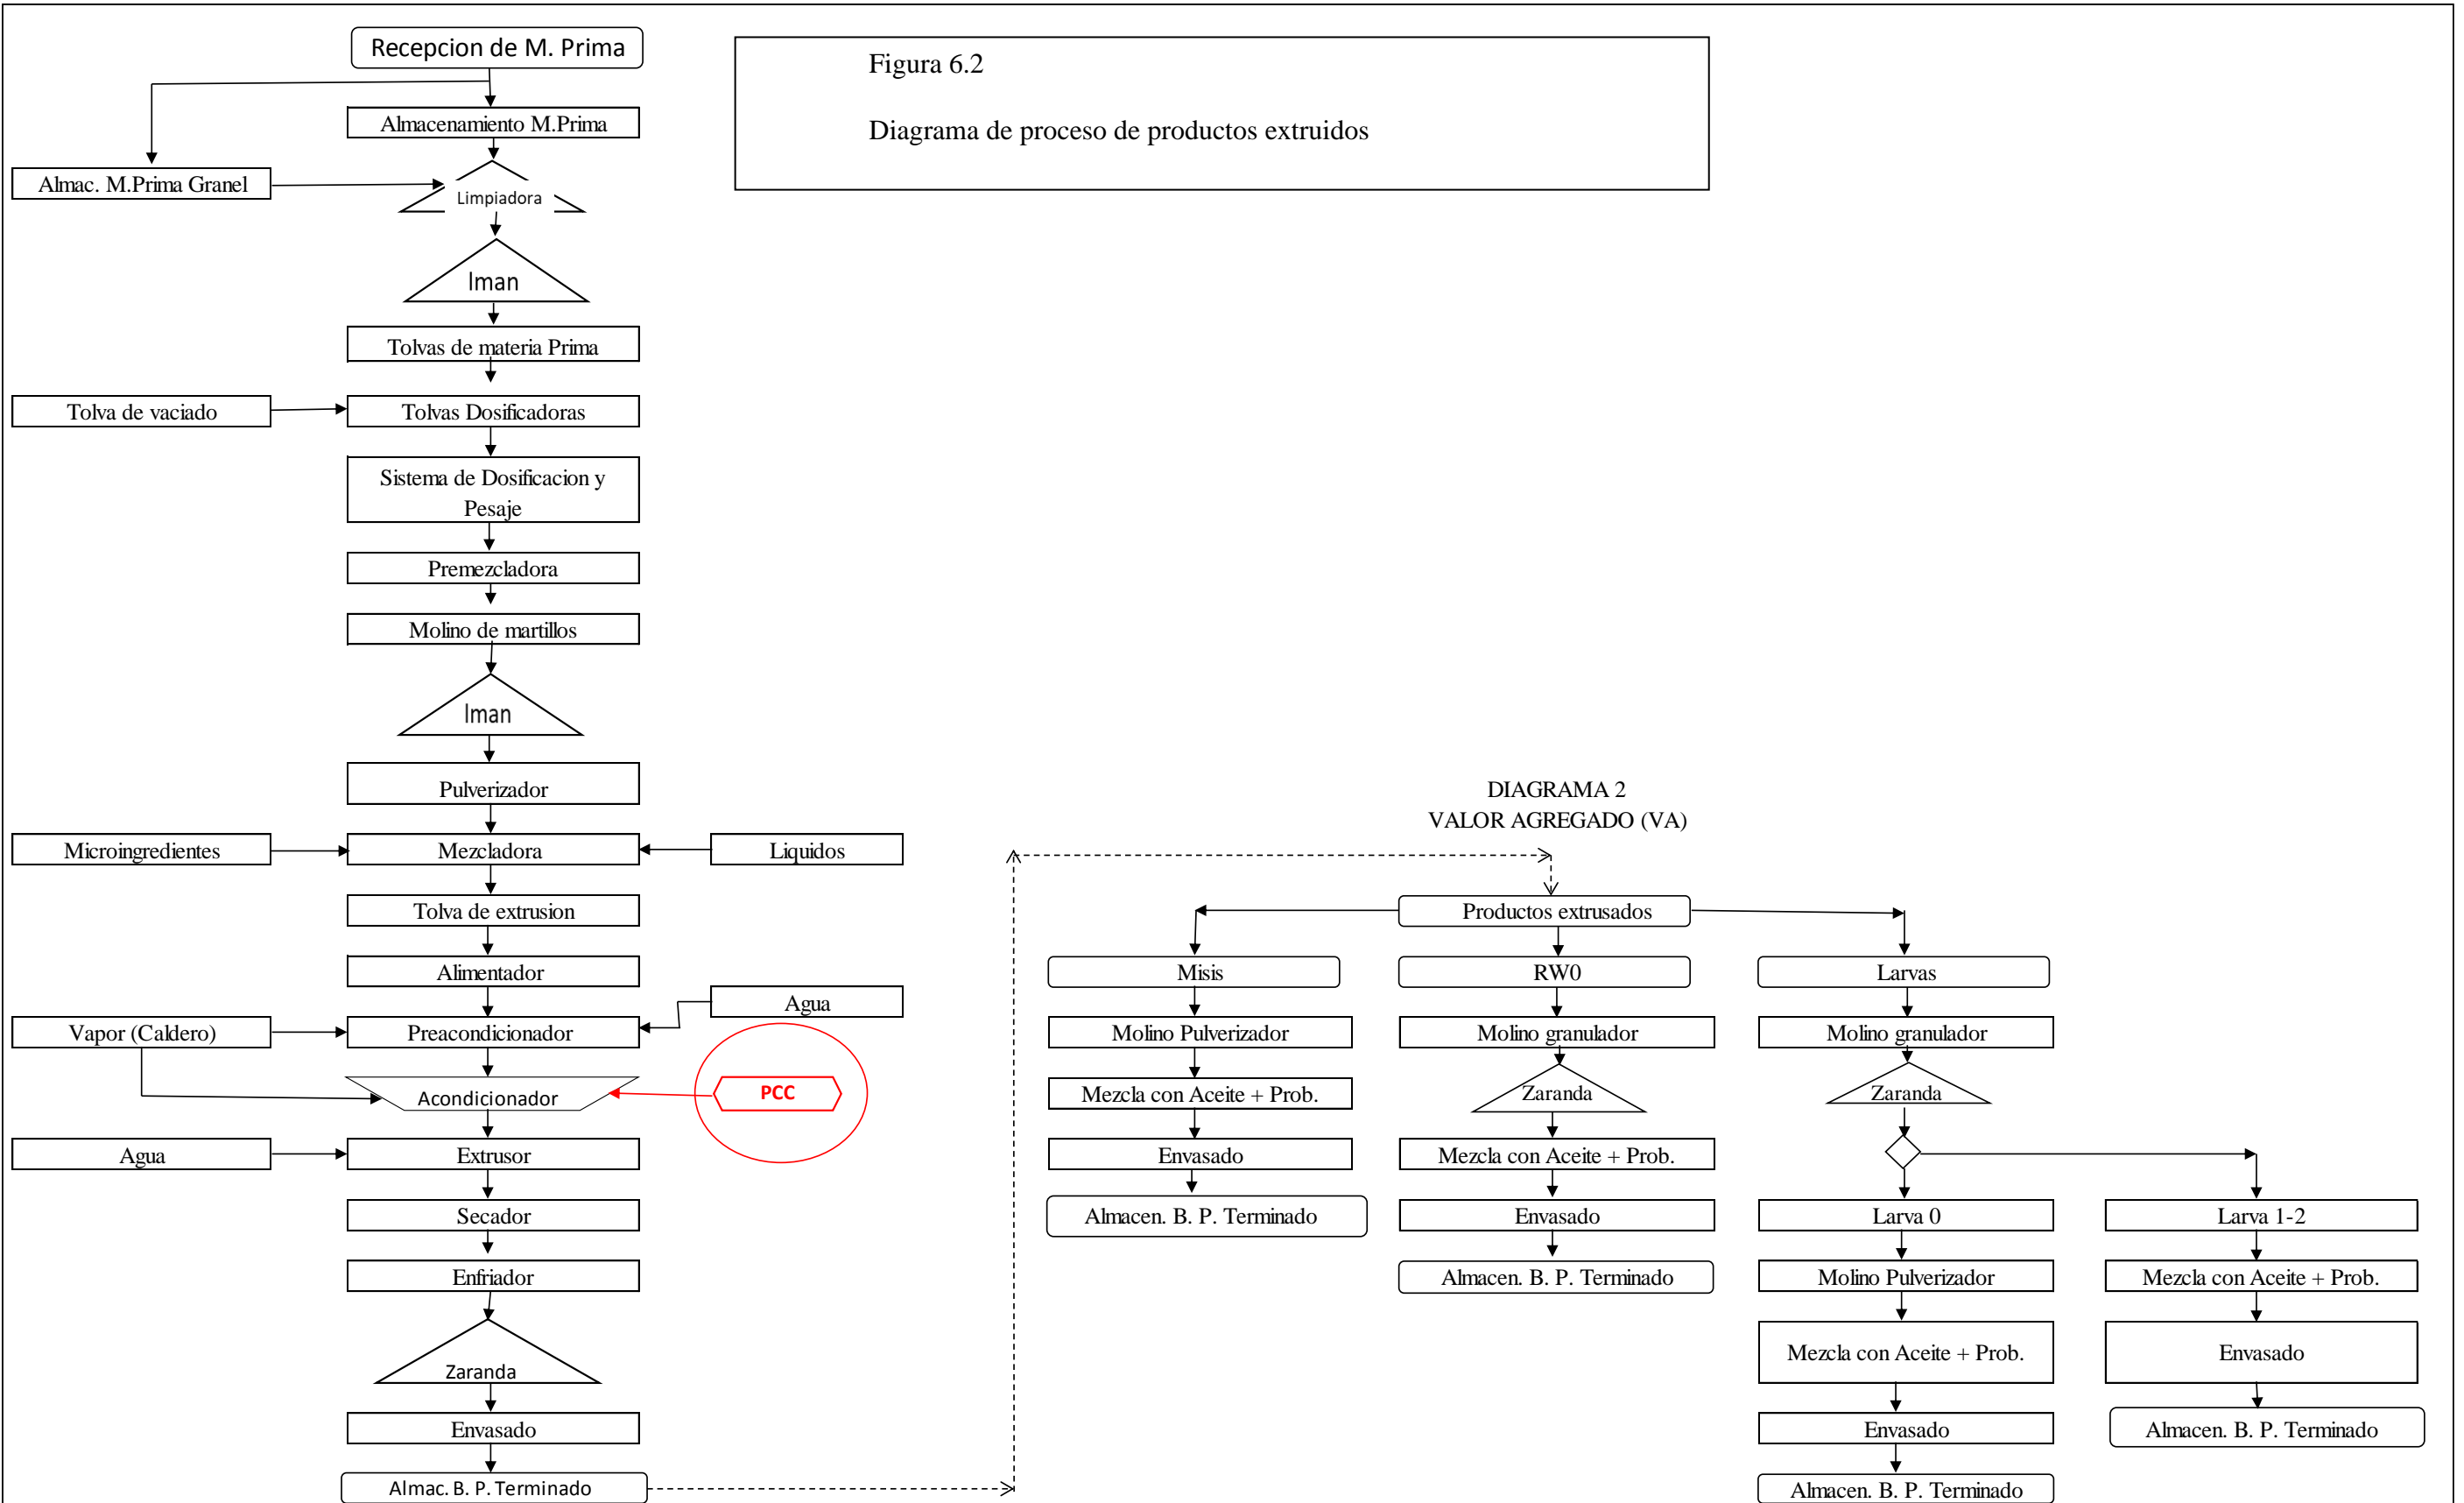 Recepcion de M. Prima
Figura 6.2
Diagrama de proceso de productos extruidos
Almacenamiento M.Prima
Almac. M.Prima Granel
Limpiadora
Iman
Tolvas de materia Prima
Tolva de vaciado
Tolvas Dosificadoras
Sistema de Dosificacion y
Pesaje
Premezcladora
Molino de martillos
Iman
Pulverizador
Microingredientes
Mezcladora
Liquidos
Tolva de extrusion
Alimentador
Agua
Vapor (Caldero)
Preacondicionador
Acondicionador
PCC
Agua
Extrusor
Secador
Enfriador
Zaranda
Envasado
Almac. B. P. Terminado
DIAGRAMA 2
VALOR AGREGADO (VA)
Productos extrusados
Misis
Molino Pulverizador
Mezcla con Aceite + Prob.
Envasado
Almacen. B. P. Terminado
RW0
Molino granulador
Zaranda
Mezcla con Aceite + Prob.
Envasado
Almacen. B. P. Terminado
Larvas
Molino granulador
Zaranda
Larva 0
Molino Pulverizador
Mezcla con Aceite + Prob.
Envasado
Almacen. B. P. Terminado
Larva 1-2
Mezcla con Aceite + Prob.
Envasado
Almacen. B. P. Terminado